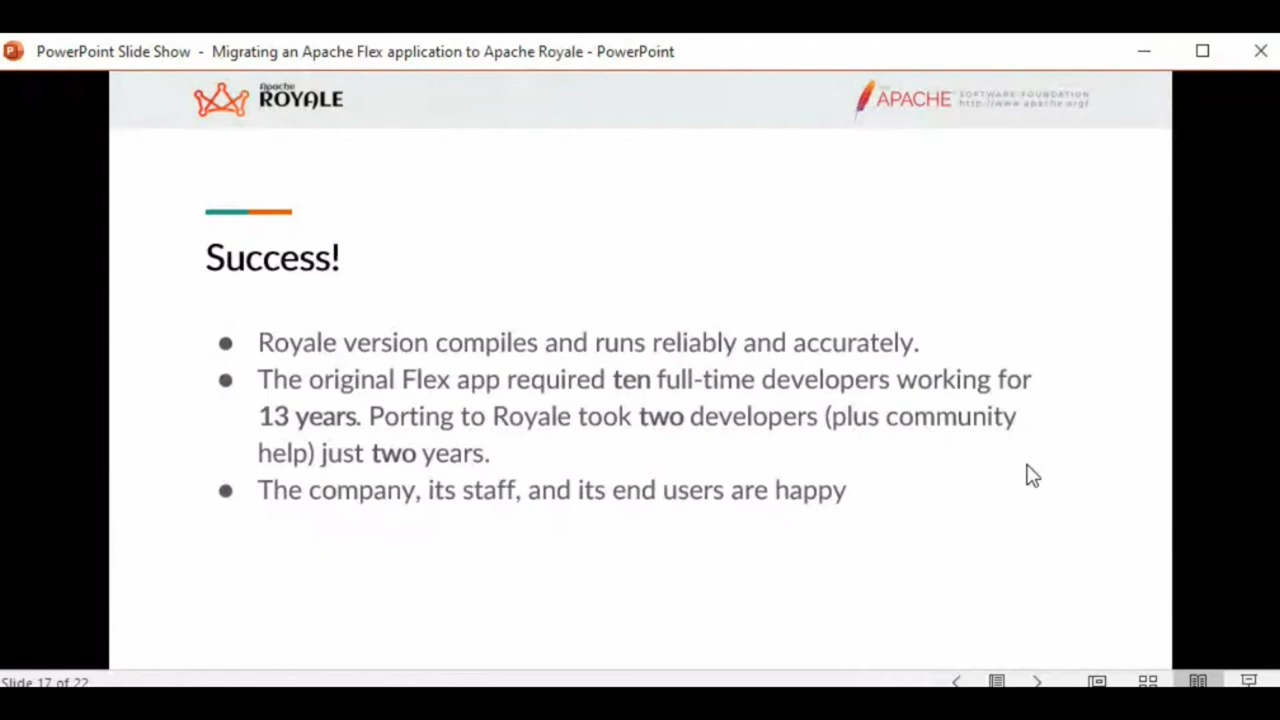 PowerPoint Slide Show - Migrating an Apache Flex application to Apache Royale - PowerPoint
Apache
ROYALE
APACHE
SOFTWARE FOUNDATION
http://www.apache.org/
Success!
● Royale version compiles and runs reliably and accurately.
● The original Flex app required ten full-time developers working for
13 years. Porting to Royale took two developers (plus community
help) just two years.
● The company, its staff, and its end users are happy
Slide 17 of 22